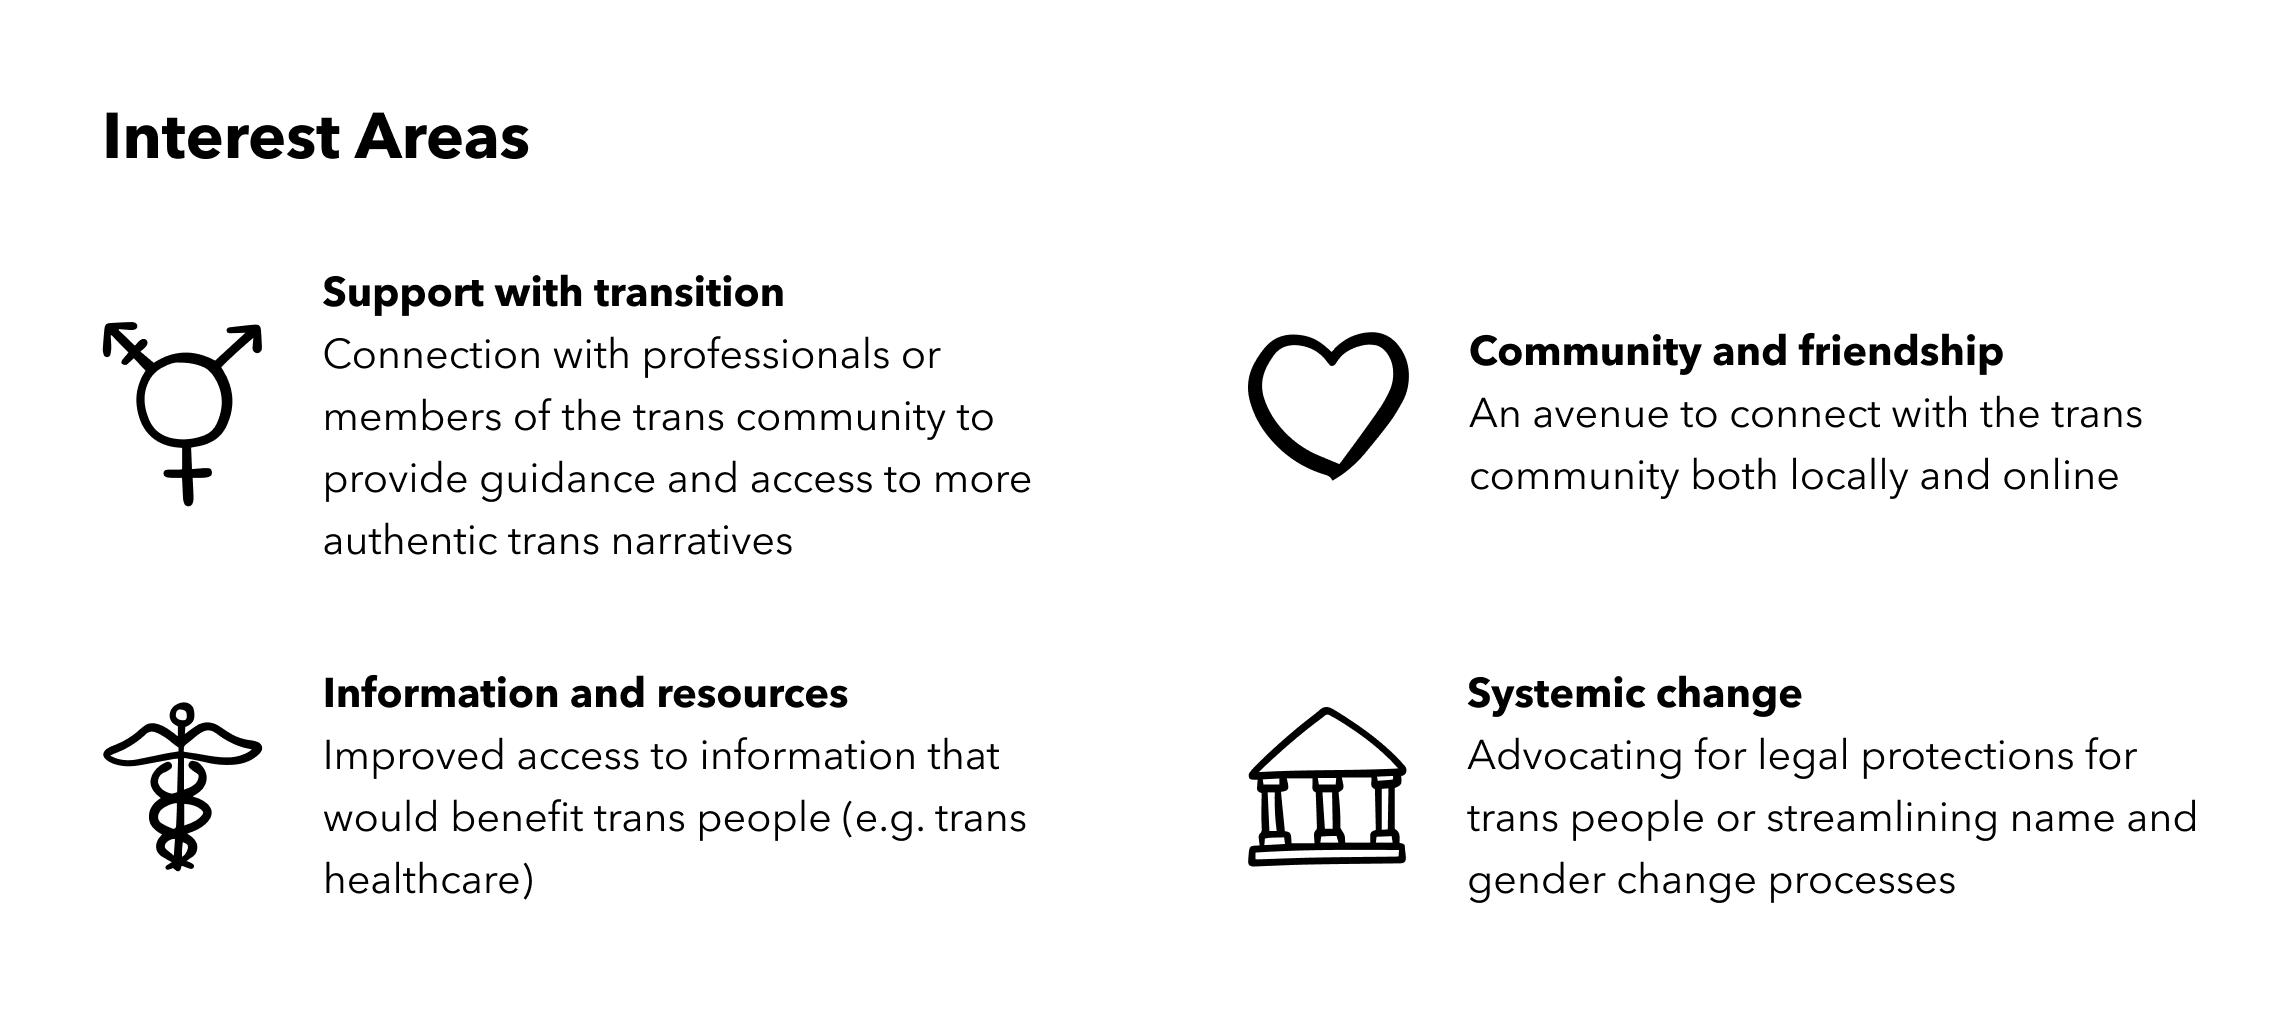 Interest Areas
Support with transition
Connection with professionals or
members of the trans community to
provide guidance and access to more
authentic trans narratives
Community and friendship
An avenue to connect with the trans
community both locally and online
Information and resources
Improved access to information that
would benefit trans people (e.g. trans
healthcare)
Systemic change
Advocating for legal protections for
trans people or streamlining name and
gender change processes